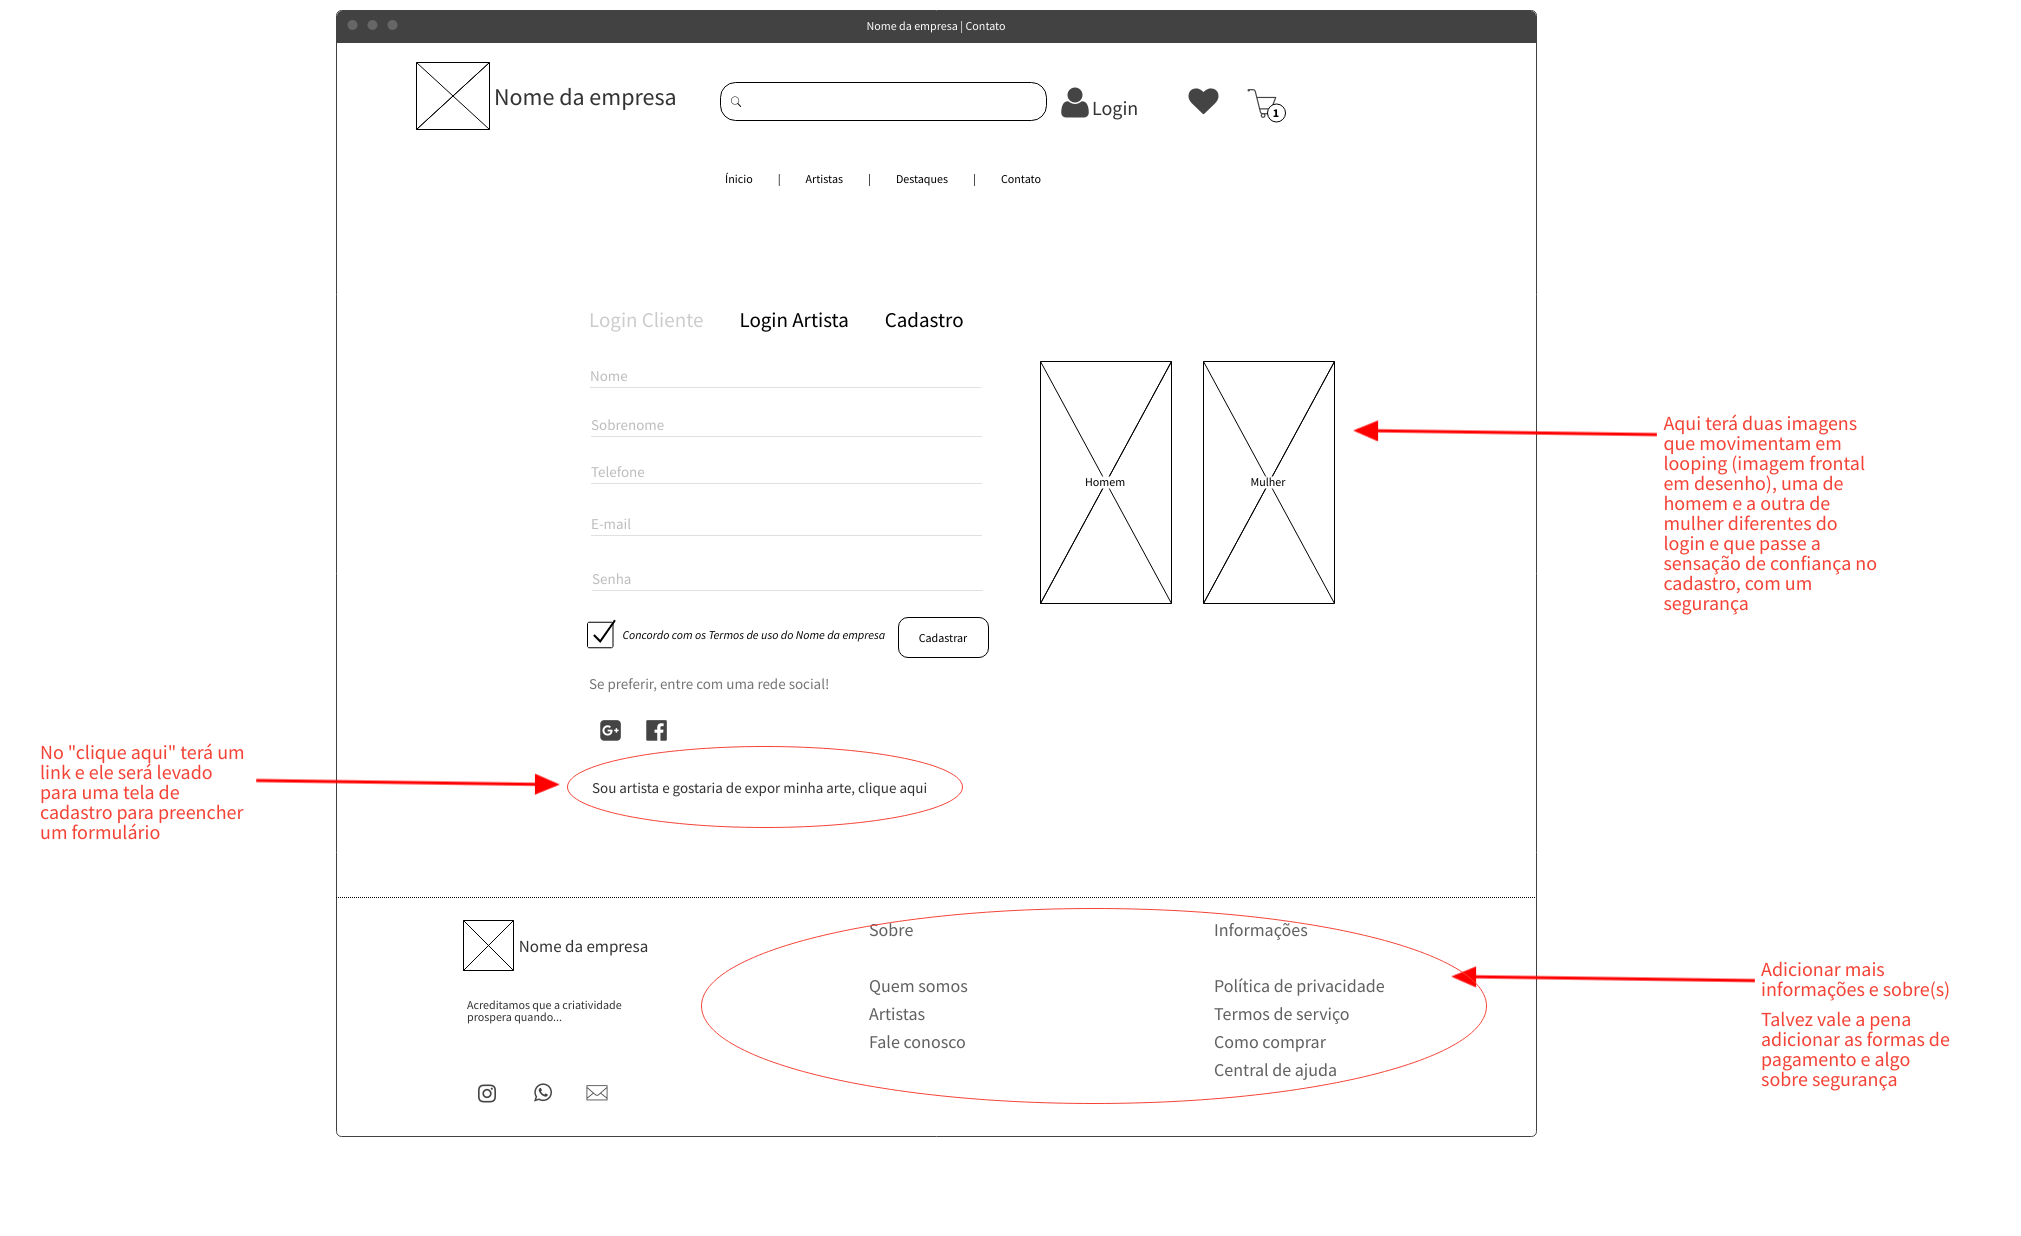 Nome da empresa | Contato
Nome da empresa
Login
1
Ínicio | Artistas | Destaques | Contato
Login Cliente Login Artista Cadastro
Nome
Sobrenome
Telefone
E-mail
Senha
Concordo com os Termos de uso do Nome da empresa
Cadastrar
Se preferir, entre com uma rede social!
G+
Sou artista e gostaria de expor minha arte, clique aqui
Homem
Mulher
Aqui terá duas imagens
que movimentam em
looping (imagem frontal
em desenho), uma de
homem e a outra de
mulher diferentes do
login e que passe a
sensação de confiança no
cadastro, com um
segurança
No "clique aqui" terá um
link e ele será levado
para uma tela de
cadastro para preencher
um formulário
Nome da empresa
Acreditamos que a criatividade
prospera quando...
Sobre
Quem somos
Artistas
Fale conosco
Informações
Política de privacidade
Termos de serviço
Como comprar
Central de ajuda
Adicionar mais
informações e sobre(s)
Talvez vale a pena
adicionar as formas de
pagamento e algo
sobre segurança